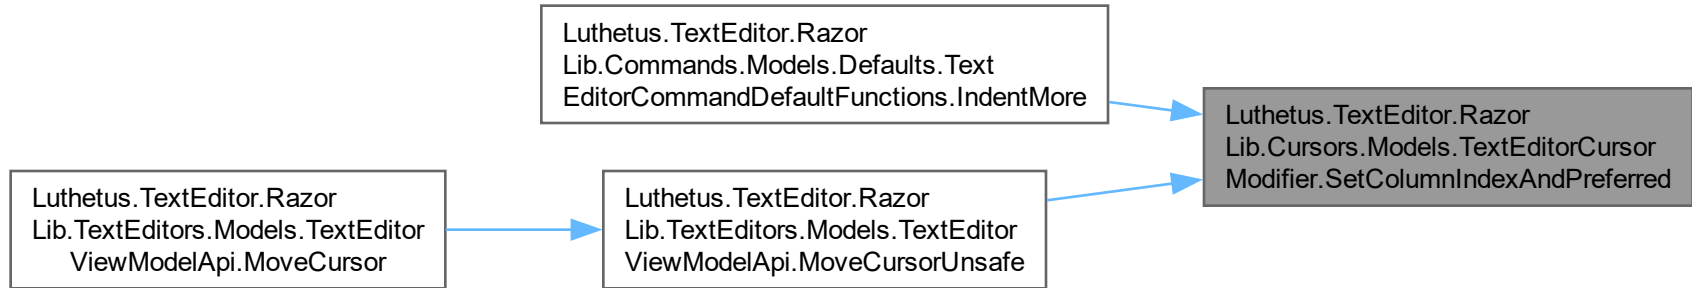 Luthetus.TextEditor.Razor
Lib.Commands.Models.Defaults.Text
EditorCommandDefaultFunctions.IndentMore
Luthetus.TextEditor.Razor
Lib.Cursors.Models.TextEditorCursor
Modifier.SetColumnIndexAndPreferred
Luthetus.TextEditor.Razor
Lib.TextEditors.Models.TextEditor
ViewModelApi.MoveCursor
Luthetus.TextEditor.Razor
Lib.TextEditors.Models.TextEditor
ViewModelApi.MoveCursorUnsafe